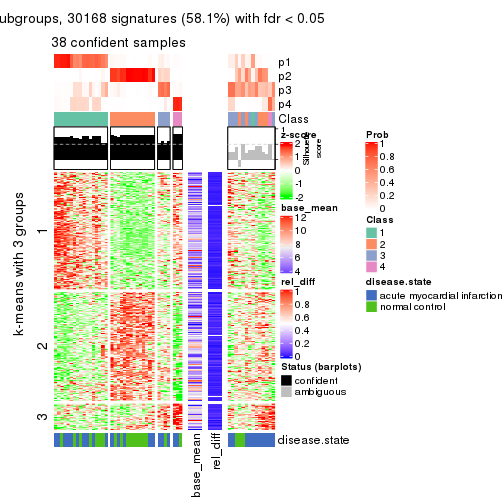 ubgroups, 30168 signatures (58.1%) with fdr < 0.05
38 confident samples
p1
p2
p3
p4
Class
1
0
Silhouette
score
k-means with 3 groups
1
2
3
base_mean
rel_diff
disease.state
z-score
2
1
0
-1
-2
base_mean
12
10
8
6
4
rel_diff
1
0.8
0.6
0.4
0.2
0
Status (barplots)
confident
ambiguous
Prob
1
0.8
0.6
0.4
0.2
0
Class
1
2
3
4
disease.state
acute myocardial infarction
normal control